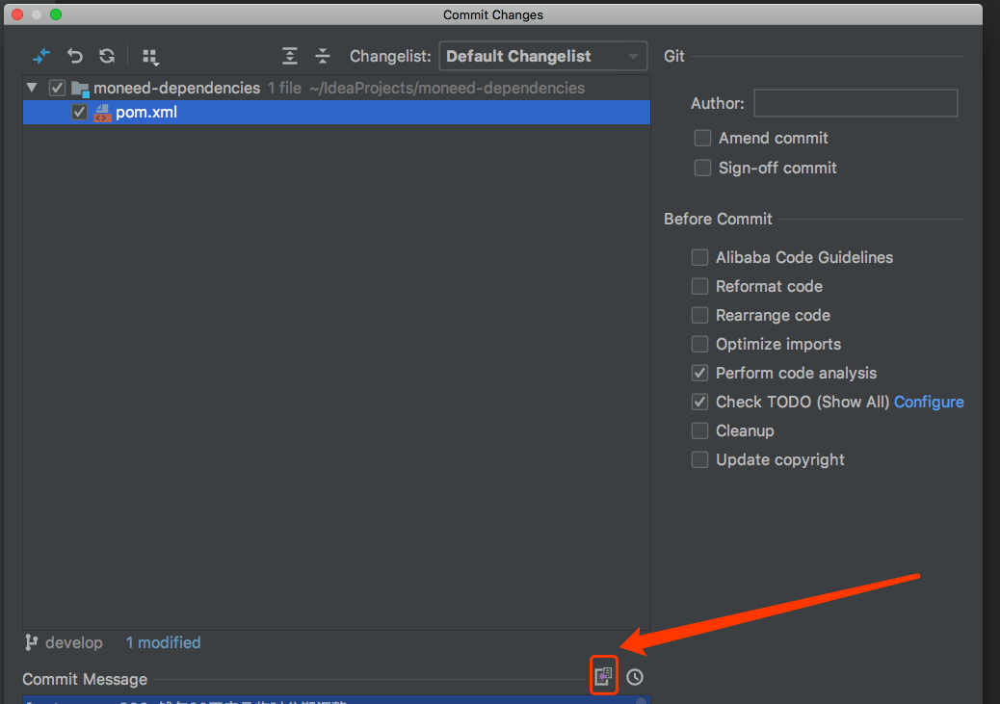 Commit Changes
Changelist: Default Changelist
moneed-dependencies 1 file ~/IdeaProjects/moneed-dependencies
pom.xml
develop 1 modified
Commit Message
Git
Author:
Amend commit
Sign-off commit
Before Commit
Alibaba Code Guidelines
Reformat code
Rearrange code
Optimize imports
Perform code analysis
Check TODO (Show All) Configure
Cleanup
Update copyright